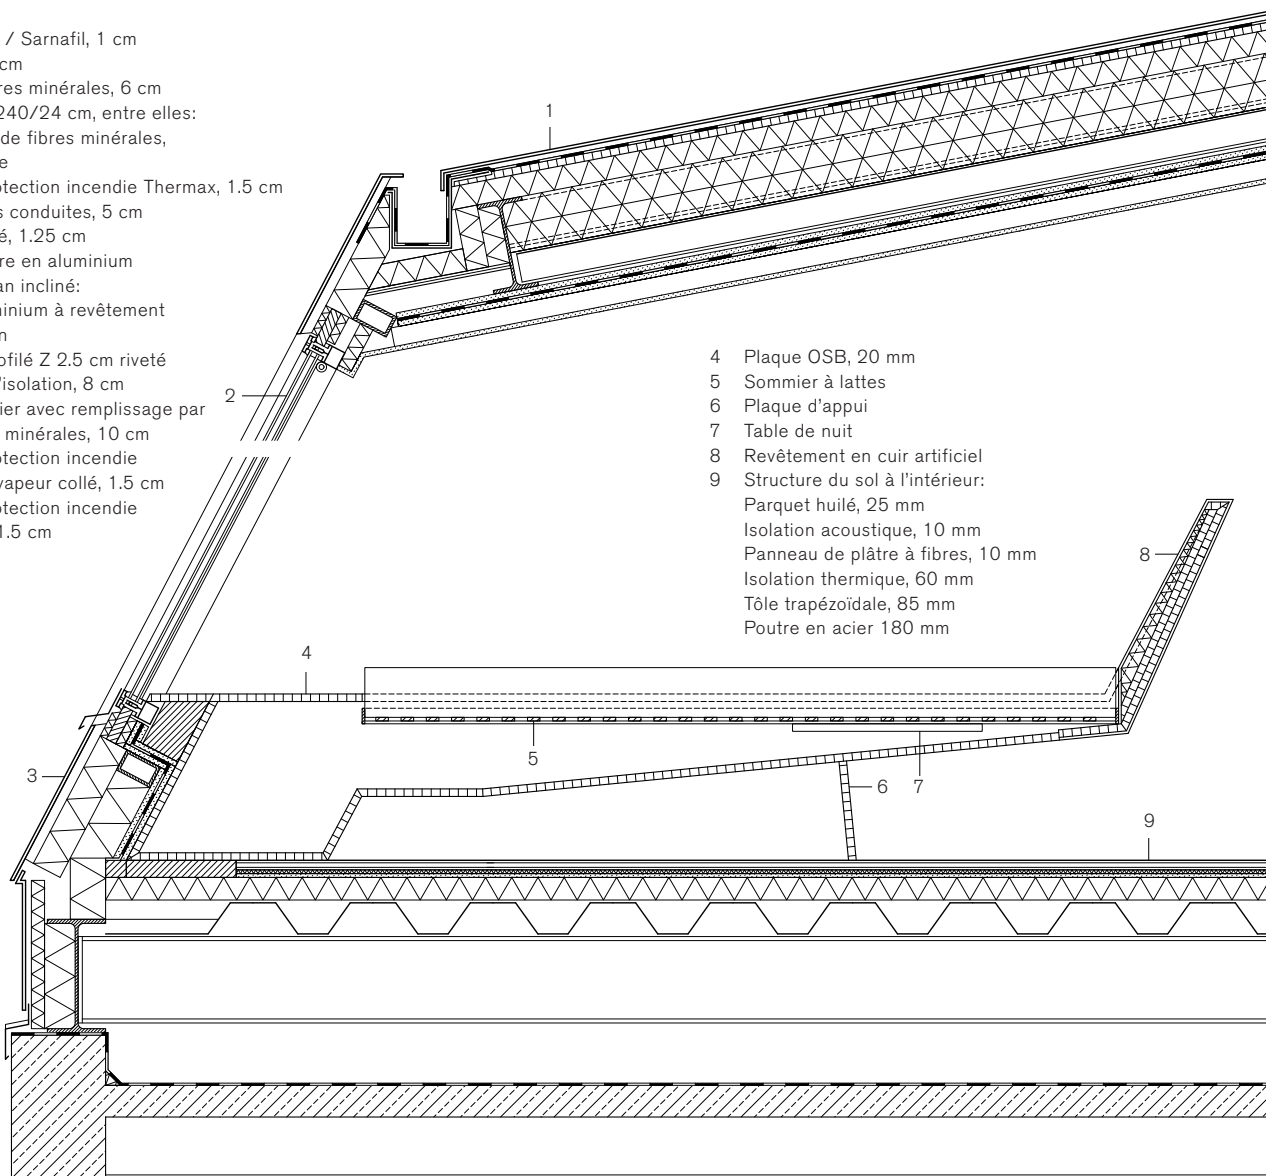 / Sarnafil, 1 cm
cm
res minérales, 6 cm
240/24 cm, entre elles:
de fibres minérales,
e
otection incendie Thermax, 1.5 cm
s conduites, 5 cm
é, 1.25 cm
re en aluminium
an incliné:
minium à revêtement
n
ofilé Z 2.5 cm riveté
'isolation, 8 cm
ier avec remplissage par
minérales, 10 cm
otection incendie
vapeur collé, 1.5 cm
otection incendie
1.5 cm
1
2
4 Plaque OSB, 20 mm
5 Sommier à lattes
6 Plaque d'appui
7 Table de nuit
8 Revêtement en cuir artificiel
9 Structure du sol à l'intérieur:
Parquet huilé, 25 mm
Isolation acoustique, 10 mm
Panneau de plâtre à fibres, 10 mm
Isolation thermique, 60 mm
Tôle trapézoïdale, 85 mm
Poutre en acier 180 mm
8
4
5
3
6
7
9